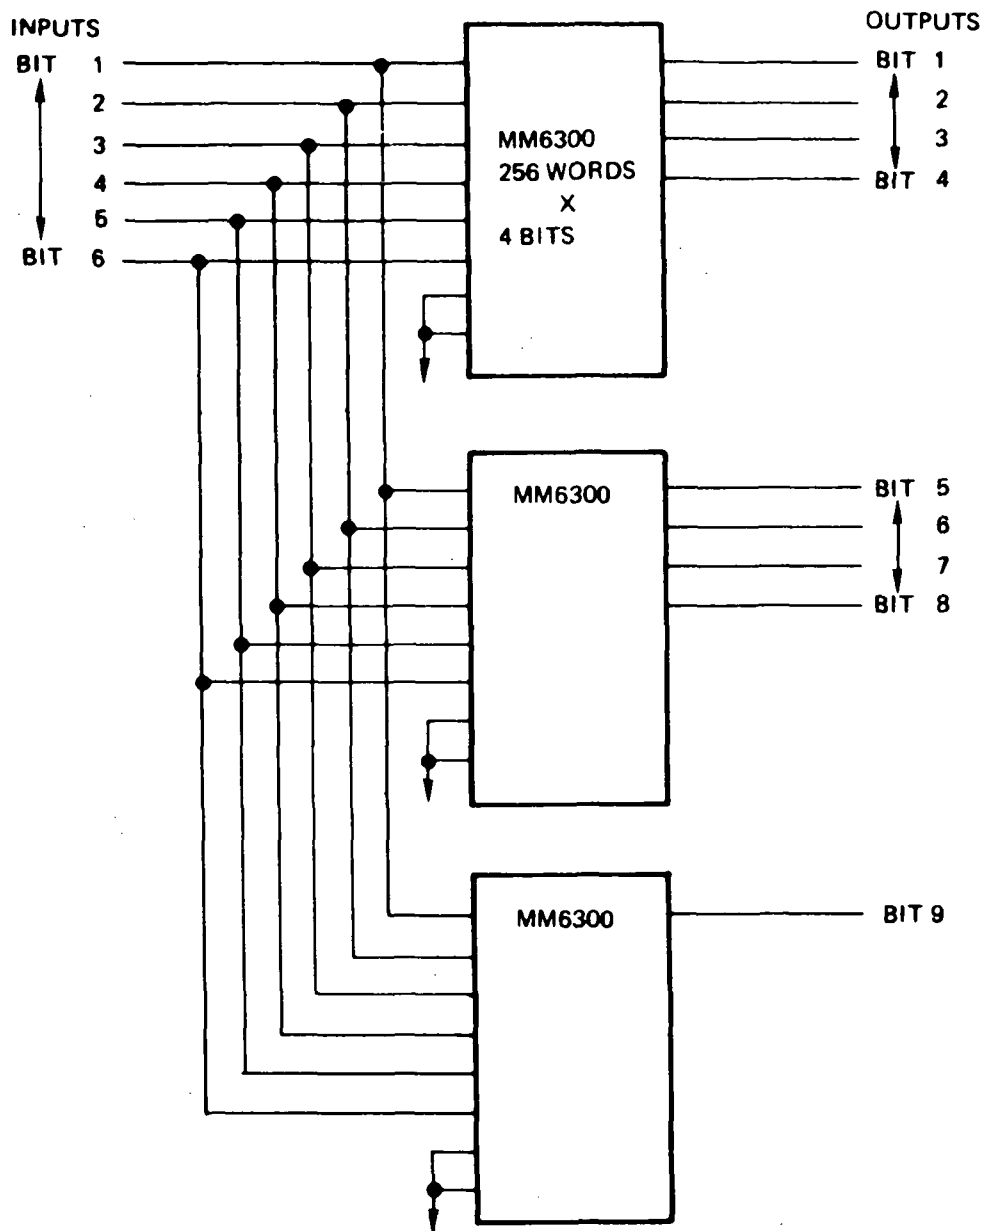 INPUTS
BIT 1
2
3
4
5
BIT 6
MM6300
256 WORDS
X
4 BITS
OUTPUTS
BIT 1
2
3
BIT 4
MM6300
BIT 5
6
7
BIT 8
MM6300
BIT 9